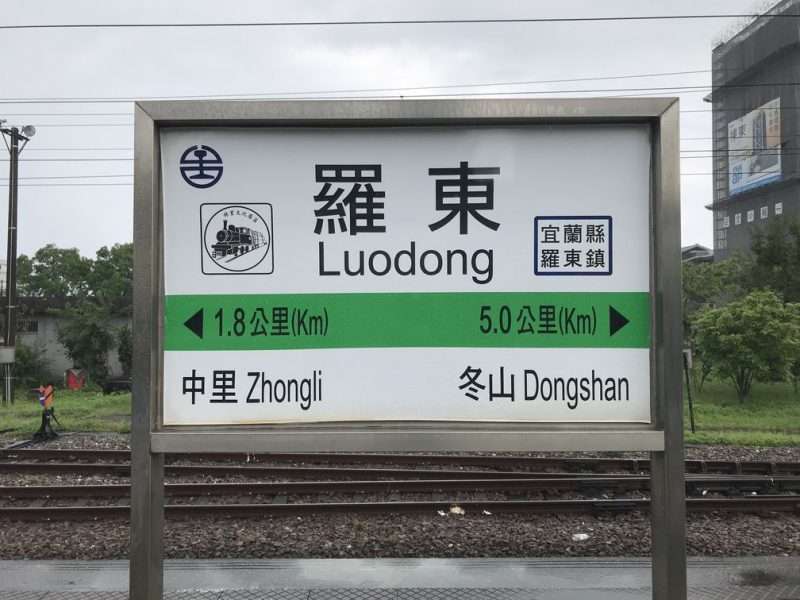 羅東
Luodong
宜蘭縣
羅東鎮
1.8公里(Km)
5.0公里(Km)
中里 Zhongli
冬山 Dongshan